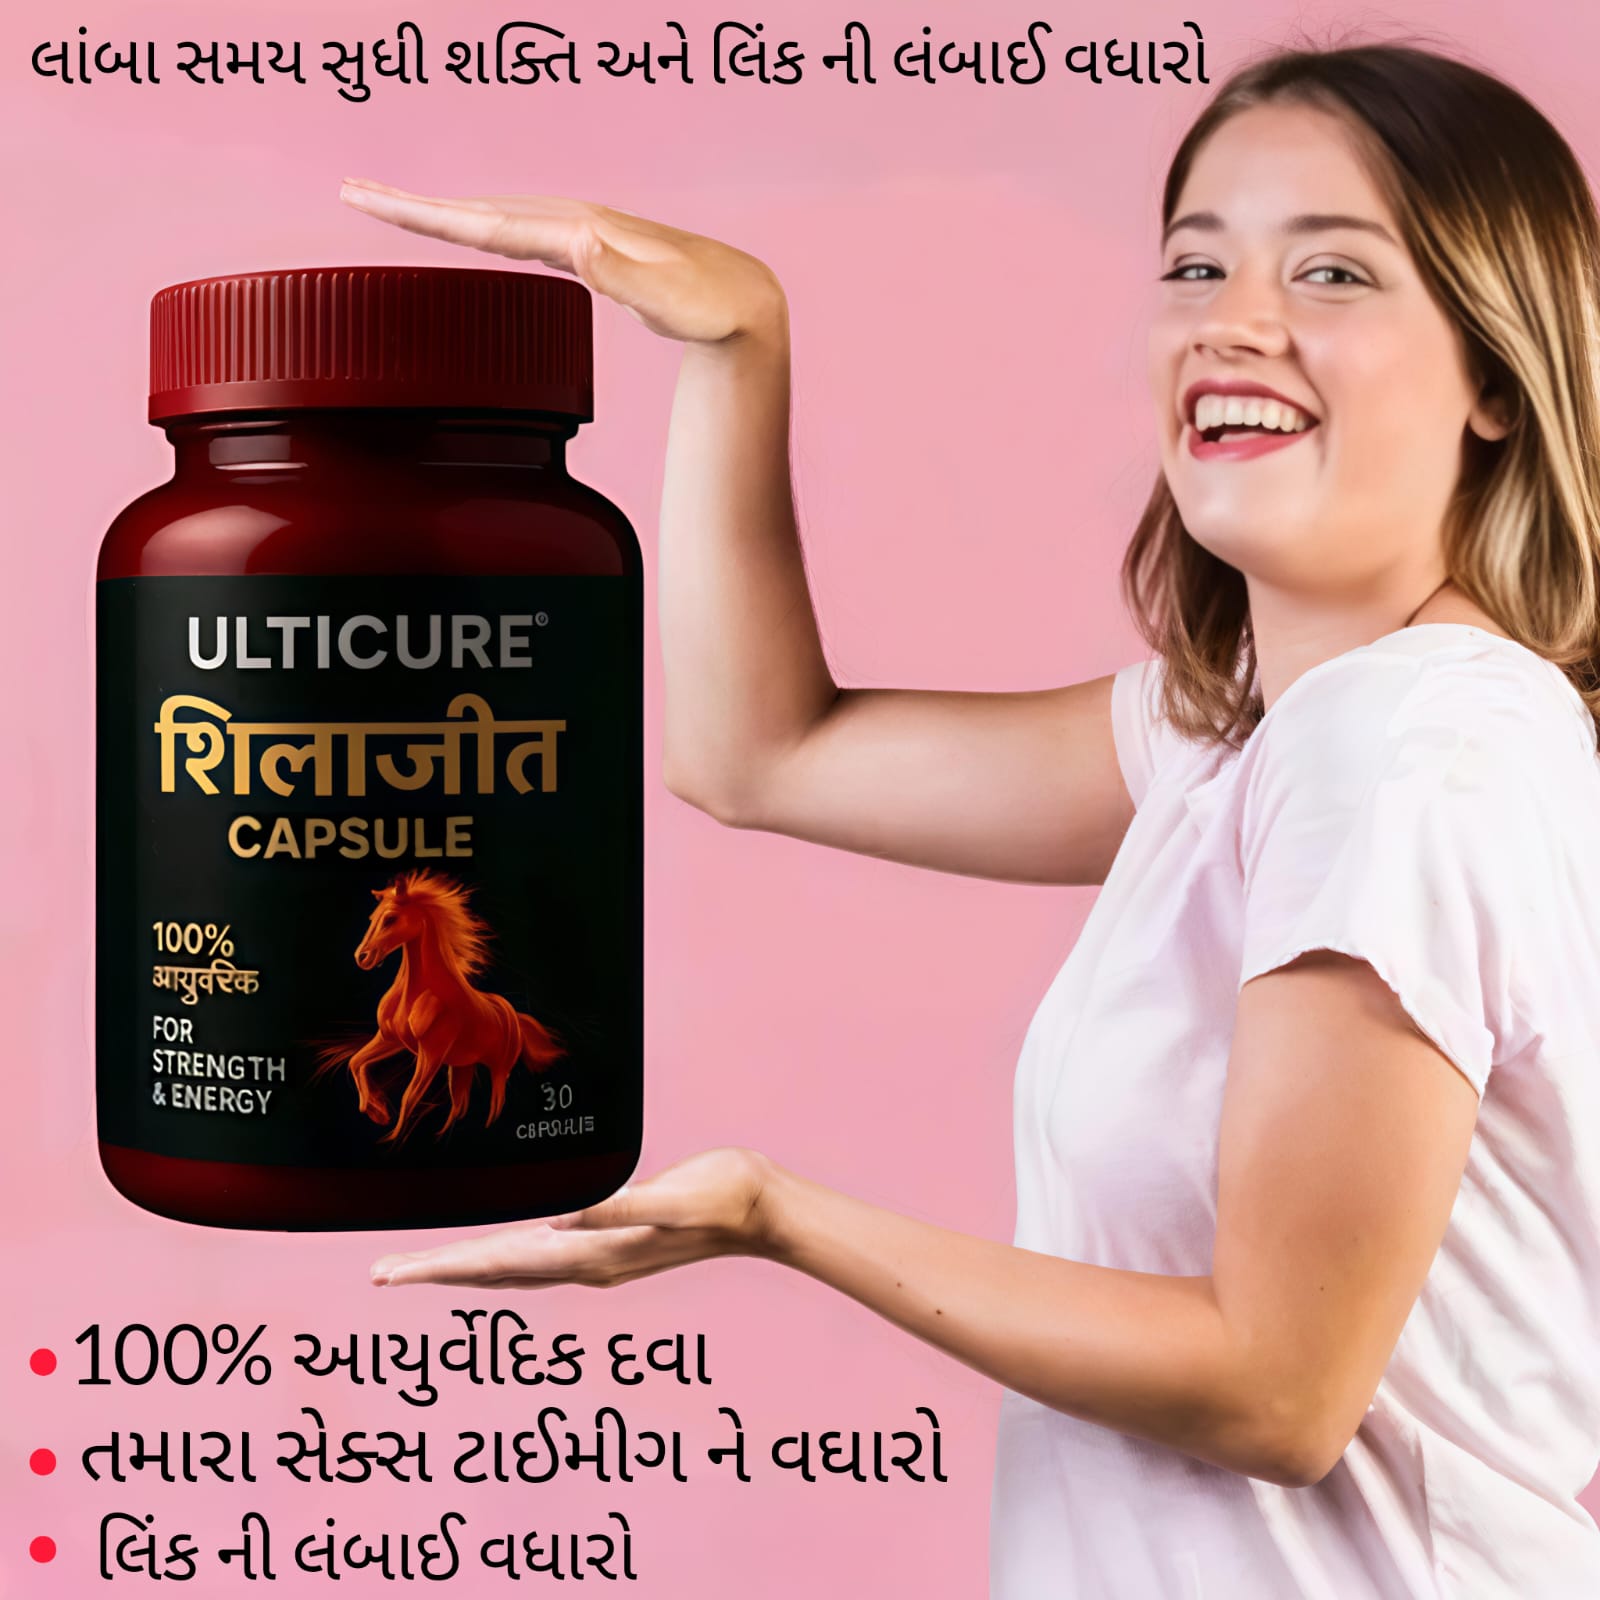 લાંબા સમય સુધી શક્તિ અને લિંક ની લંબાઈ વધારો
ULTICURE®
शिलाजीत
CAPSULE
100%
आयुवरिक
FOR
STRENGTH
& ENERGY
30
• 100% આયુર્વેદિક દવા
• તમારા સેક્સ ટાઈમીગ ને વધારો
• લિંક ની લંબાઈ વધારો